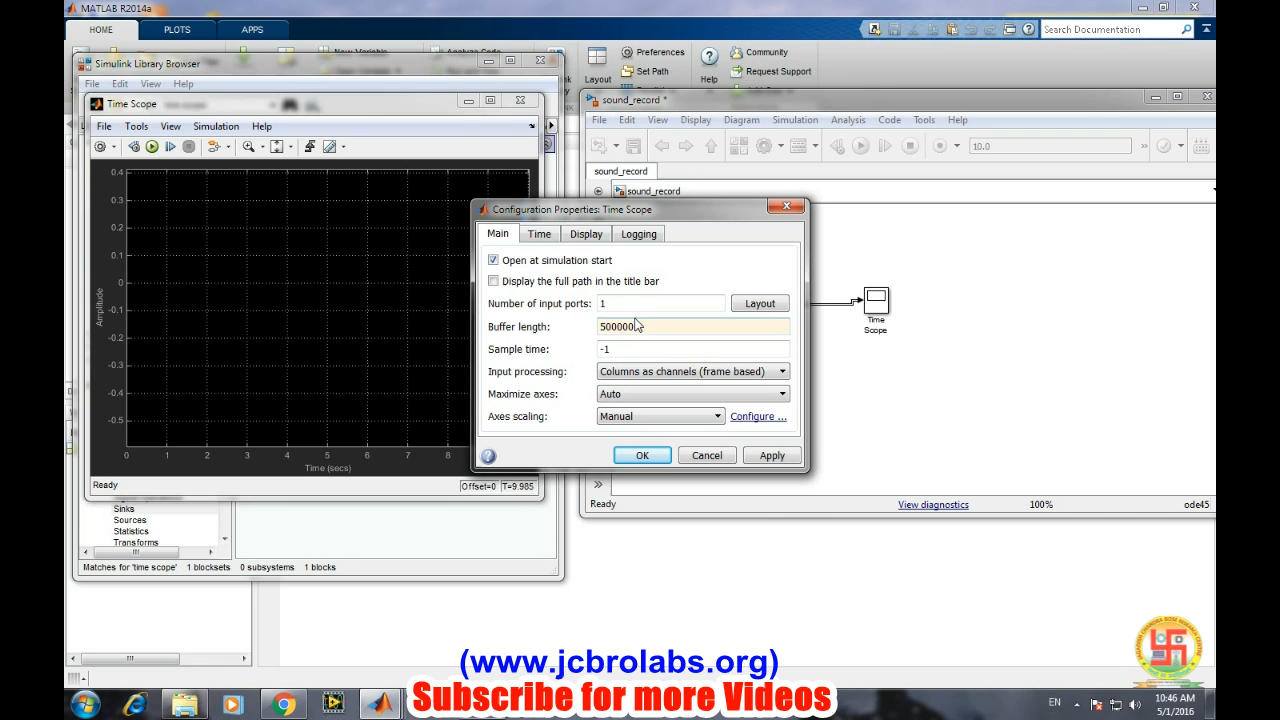 MATLAB R2014a
HOME
PLOTS
APPS
Search Documentation
New Variable
Analyze Code
Preferences
Community
Set Path
Request Support
Layout
Help
Simulink Library Browser
File Edit View Help
Time Scope
time scope
File Tools View Simulation Help
0.4
0.3
0.2
0.1
0
-0.1
-0.2
-0.3
-0.4
-0.5
Amplitude
0 1 2 3 4 5 6 7 8
Time (secs)
Ready
Offset=0 T=9.985
Sinks
Sources
Statistics
Transforms
Matches for 'time scope' 1 blocksets 0 subsystems 1 blocks
sound_record *
File Edit View Display Diagram Simulation Analysis Code Tools Help
10.0
sound_record
sound_record
Time
Scope
Ready
View diagnostics
100%
ode45
Configuration Properties: Time Scope
Main Time Display Logging
Open at simulation start
Display the full path in the title bar
Number of input ports: 1 Layout
Buffer length: 500000
Sample time: -1
Input processing: Columns as channels (frame based)
Maximize axes: Auto
Axes scaling: Manual Configure ...
OK Cancel Apply
(www.jcbrolabs.org)
Subscribe for more Videos
EN
10:46 AM
5/1/2016